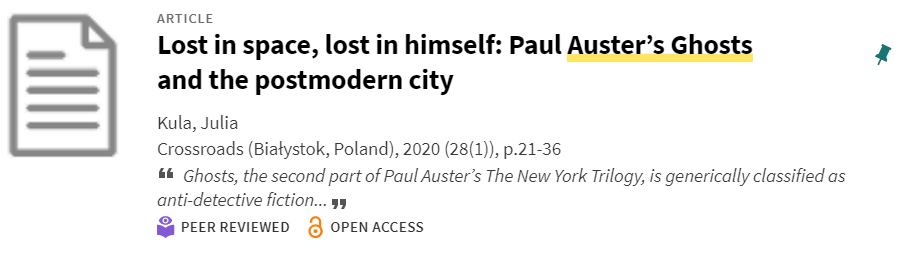 ARTICLE
Lost in space, lost in himself: Paul Auster’s Ghosts
and the postmodern city
Kula, Julia
Crossroads (Białystok, Poland), 2020 (28(1)), p.21-36
❝ Ghosts, the second part of Paul Auster’s The New York Trilogy, is generically classified as
anti-detective fiction... ❞
PEER REVIEWED OPEN ACCESS